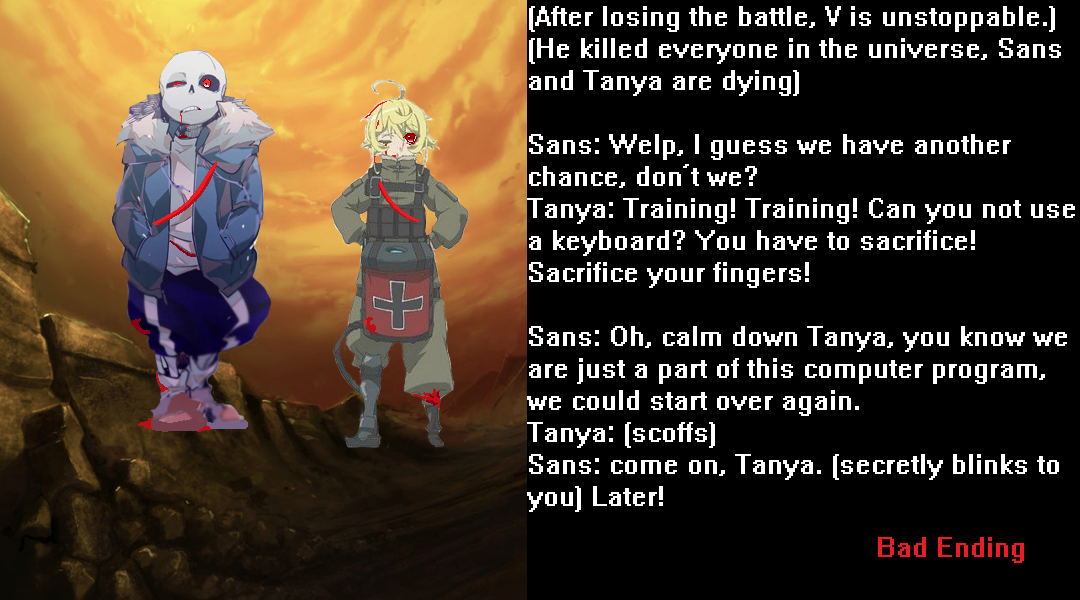 (After losing the battle, V is unstoppable.)
(He killed everyone in the universe, Sans
and Tanya are dying)
Sans: Welp, I guess we have another
chance, don´t we?
Tanya: Training! Training! Can you not use
a keyboard? You have to sacrifice!
Sacrifice your fingers!
Sans: Oh, calm down Tanya, you know we
are just a part of this computer program,
we could start over again.
Tanya: (scoffs)
Sans: come on, Tanya. (secretly blinks to
you) Later!
Bad Ending